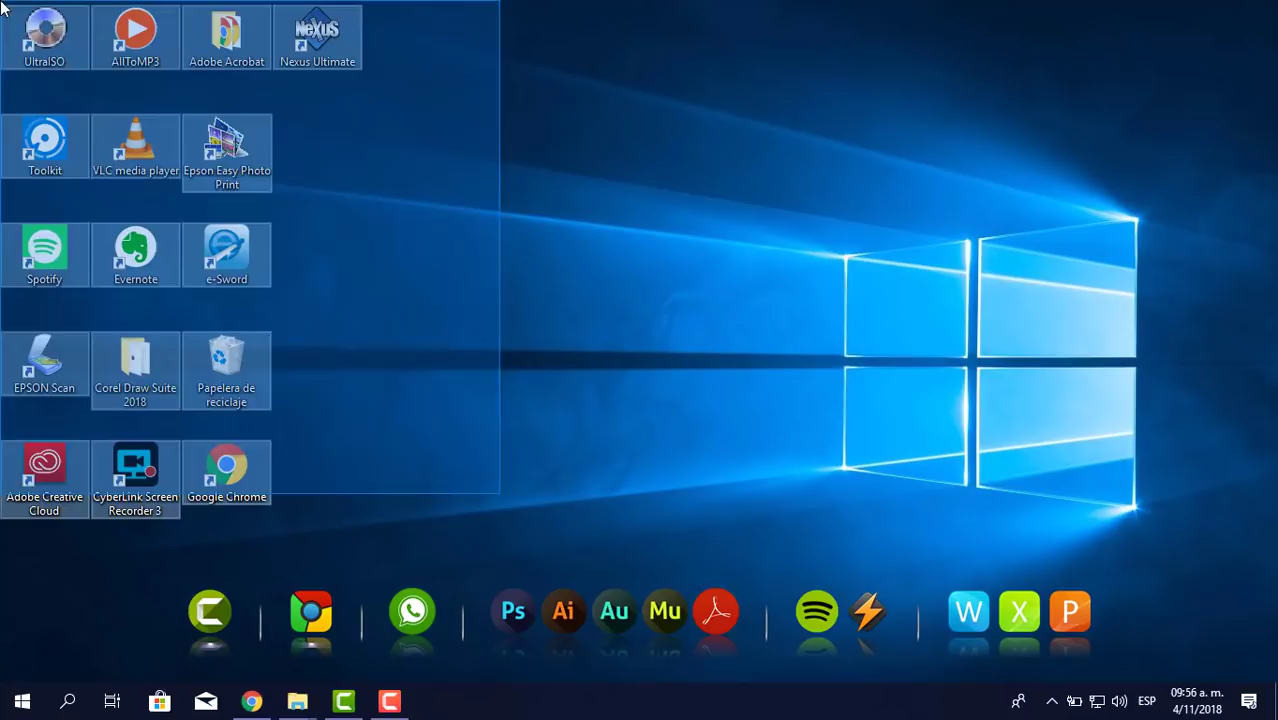 UltraISO
AllToMP3
Adobe Acrobat
NeXuS
Nexus Ultimate
Toolkit
VLC media player
Epson Easy Photo
Print
Spotify
Evernote
e-Sword
EPSON Scan
Corel Draw Suite
2018
Papelera de
reciclaje
Adobe Creative
Cloud
CyberLink Screen
Recorder 3
Google Chrome
Ps
Ai
Au
Mu
W
X
P
ESP
09:56 a. m.
4/11/2018